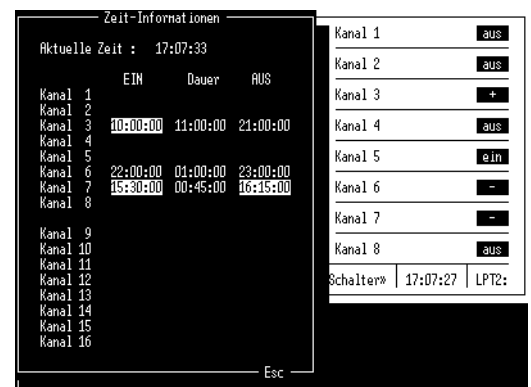 Zeit-Informationen
Aktuelle Zeit : 17:07:33
EIN Dauer AUS
Kanal 1
Kanal 2
Kanal 3 10:00:00 11:00:00 21:00:00
Kanal 4
Kanal 5
Kanal 6 22:00:00 01:00:00 23:00:00
Kanal 7 15:30:00 00:45:00 16:15:00
Kanal 8
Kanal 9
Kanal 10
Kanal 11
Kanal 12
Kanal 13
Kanal 14
Kanal 15
Kanal 16
Esc
Kanal 1 aus
Kanal 2 aus
Kanal 3 +
Kanal 4 aus
Kanal 5 ein
Kanal 6 -
Kanal 7 -
Kanal 8 aus
Schalter» 17:07:27 LPT2: